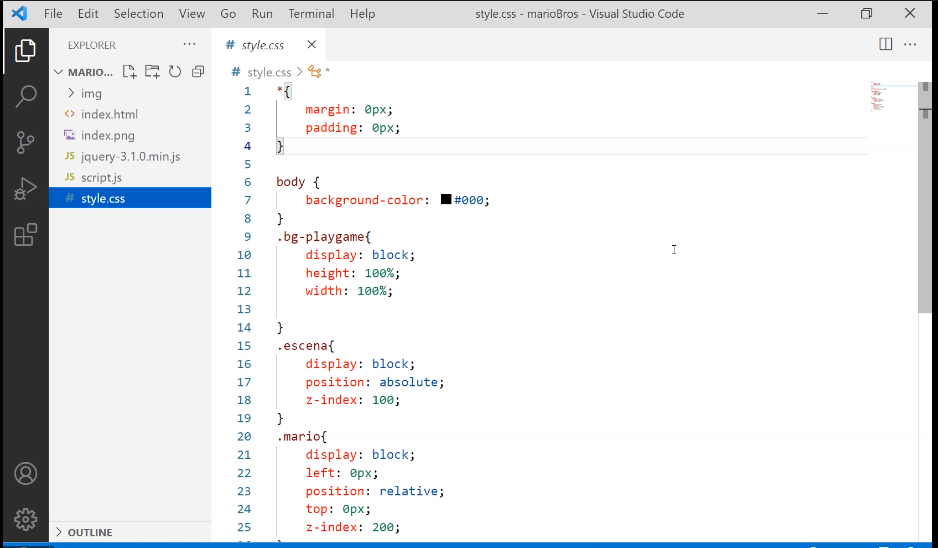 File Edit Selection View Go Run Terminal Help style.css - marioBros - Visual Studio Code
EXPLORER
MARIO...
img
index.html
index.png
jquery-3.1.0.min.js
script.js
style.css
OUTLINE
# style.css
# style.css > *
1 *{
2 margin: 0px;
3 padding: 0px;
4 }
5
6 body {
7 background-color: #000;
8 }
9 .bg-playgame{
10 display: block;
11 height: 100%;
12 width: 100%;
13
14 }
15 .escena{
16 display: block;
17 position: absolute;
18 z-index: 100;
19 }
20 .mario{
21 display: block;
22 left: 0px;
23 position: relative;
24 top: 0px;
25 z-index: 200;